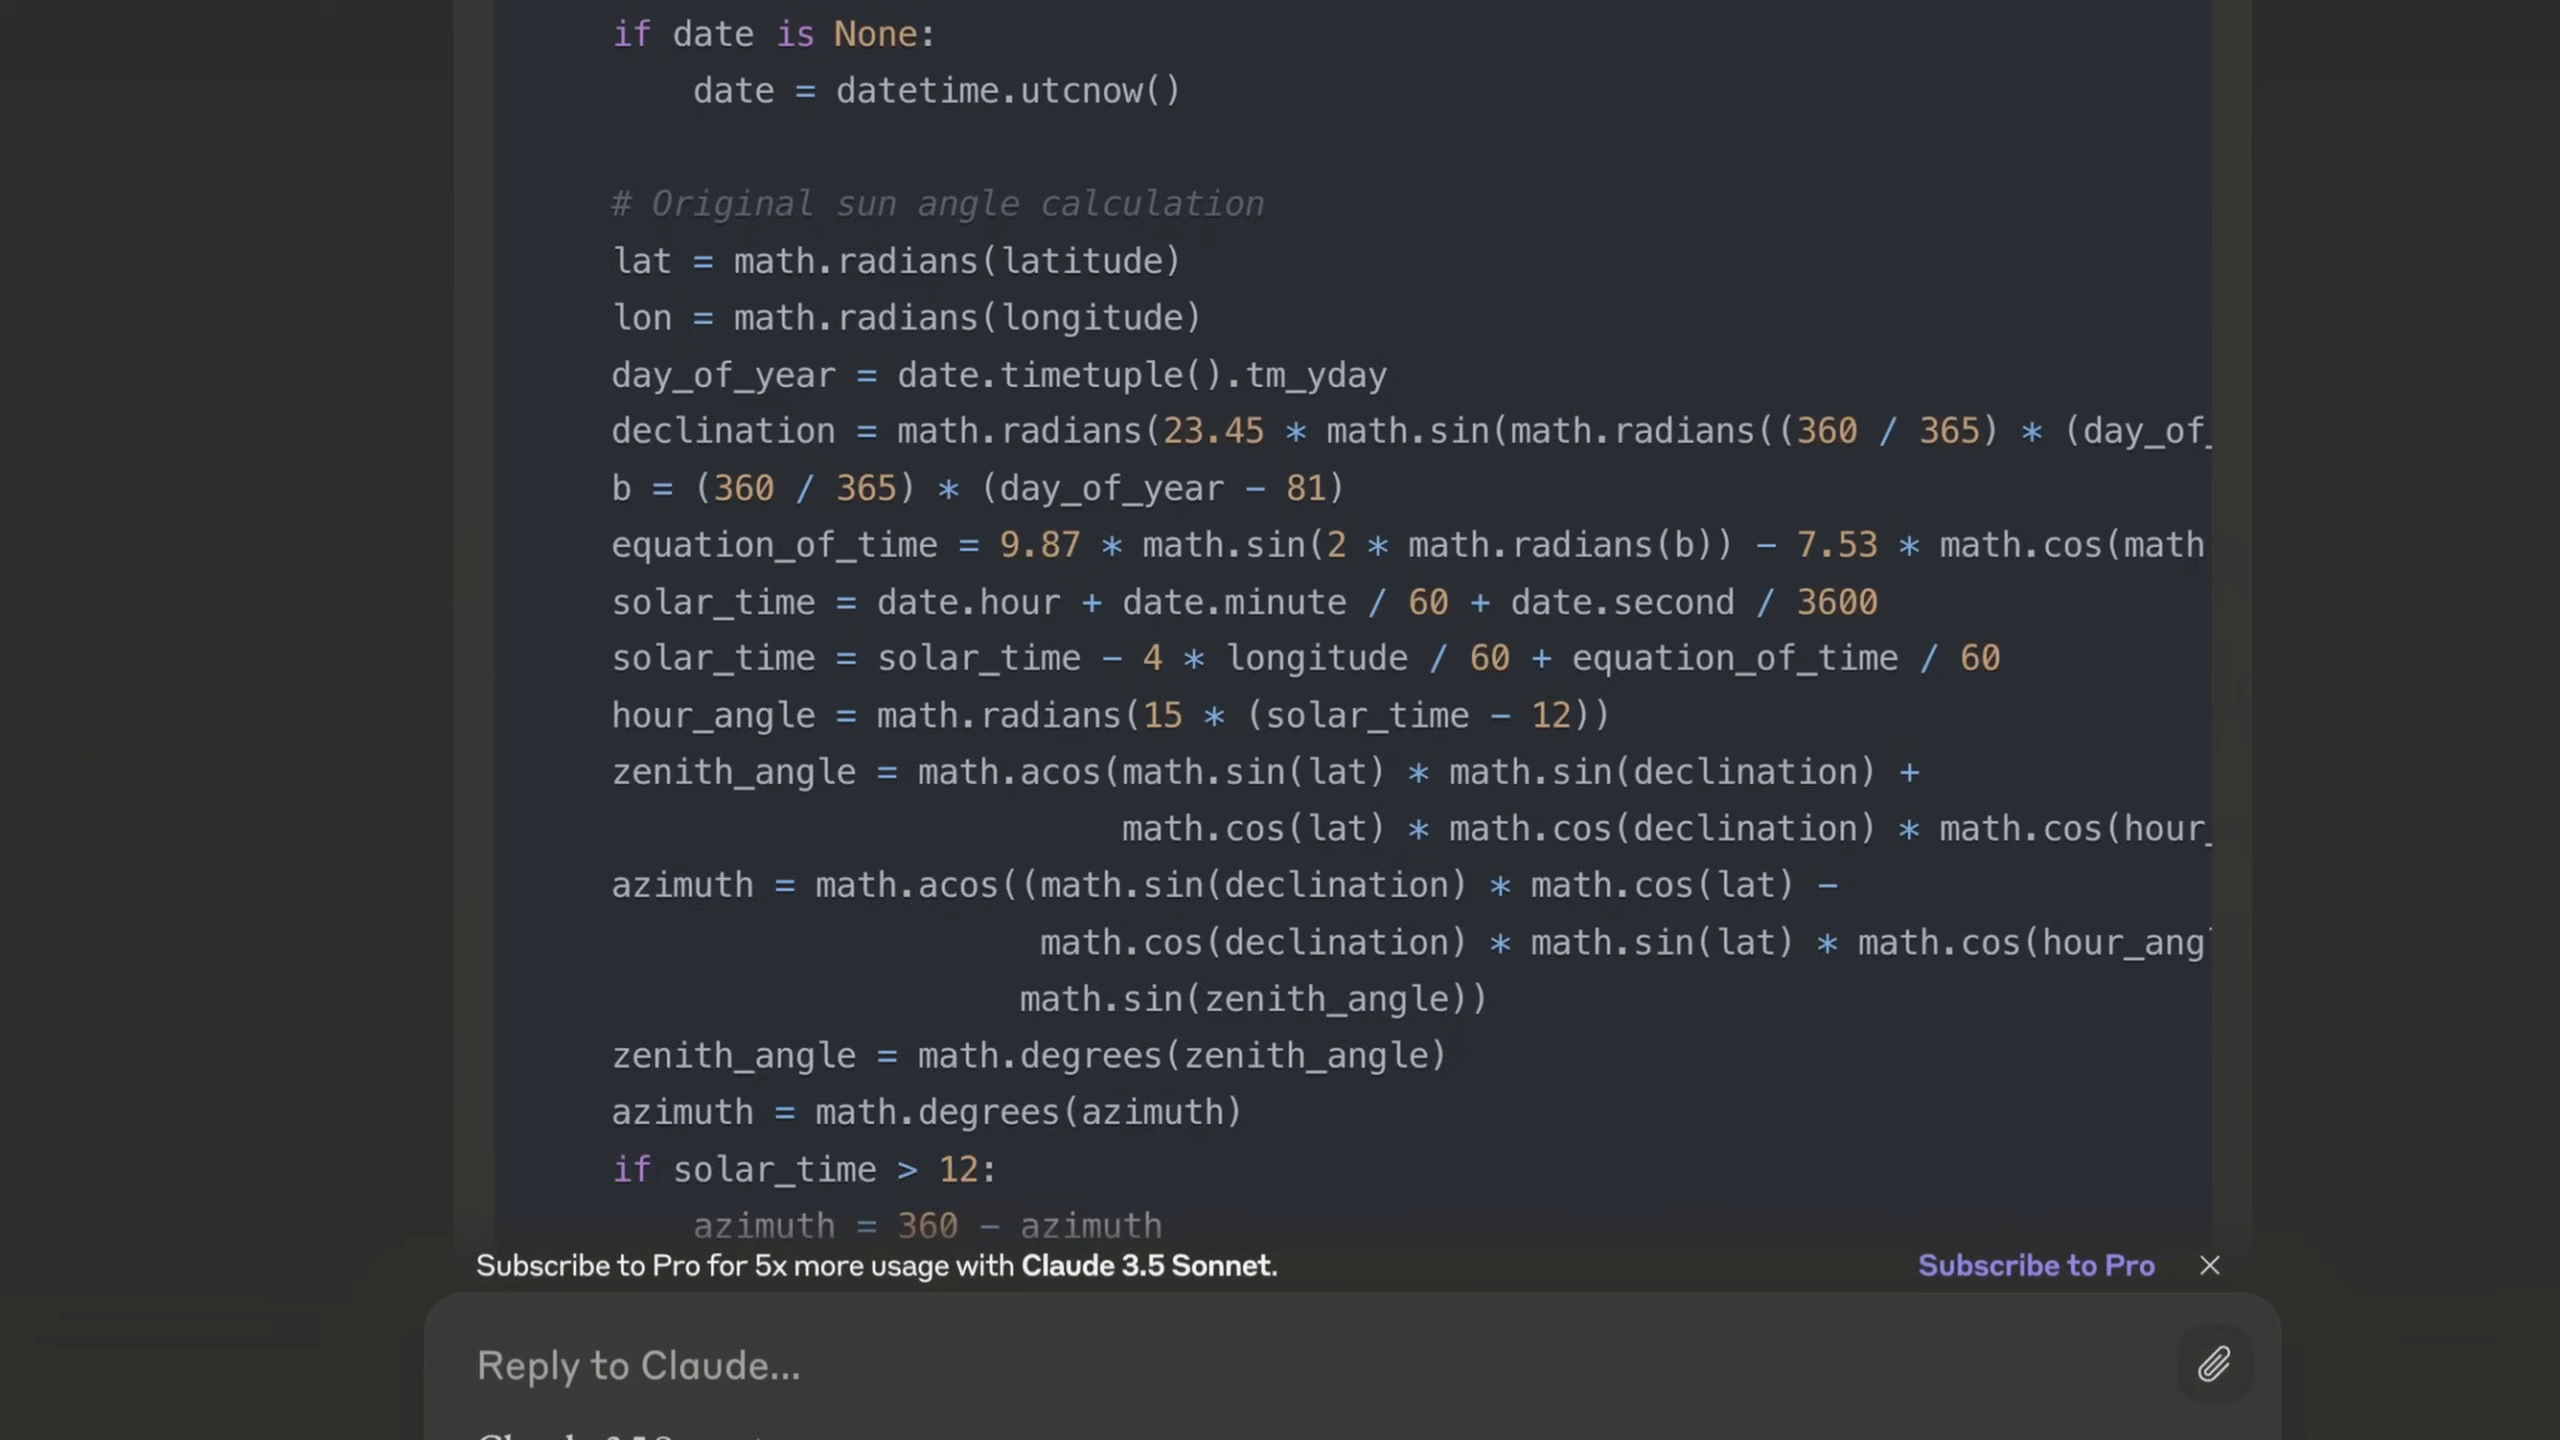 if date is None:
date = datetime.utcnow()
# Original sun angle calculation
lat = math.radians(latitude)
lon = math.radians(longitude)
day_of_year = date.timetuple().tm_yday
declination = math.radians(23.45 * math.sin(math.radians((360 / 365) * (day_of_
b = (360 / 365) * (day_of_year - 81)
equation_of_time = 9.87 * math.sin(2 * math.radians(b)) - 7.53 * math.cos(math
solar_time = date.hour + date.minute / 60 + date.second / 3600
solar_time = solar_time - 4 * longitude / 60 + equation_of_time / 60
hour_angle = math.radians(15 * (solar_time - 12))
zenith_angle = math.acos(math.sin(lat) * math.sin(declination) +
math.cos(lat) * math.cos(declination) * math.cos(hour_
azimuth = math.acos((math.sin(declination) * math.cos(lat) -
math.cos(declination) * math.sin(lat) * math.cos(hour_ang
math.sin(zenith_angle))
zenith_angle = math.degrees(zenith_angle)
azimuth = math.degrees(azimuth)
if solar_time > 12:
azimuth = 360 - azimuth
Subscribe to Pro for 5x more usage with Claude 3.5 Sonnet. Subscribe to Pro
Reply to Claude...